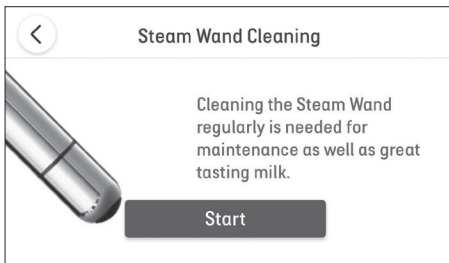 Steam Wand Cleaning
Cleaning the Steam Wand
regularly is needed for
maintenance as well as great
tasting milk.
Start